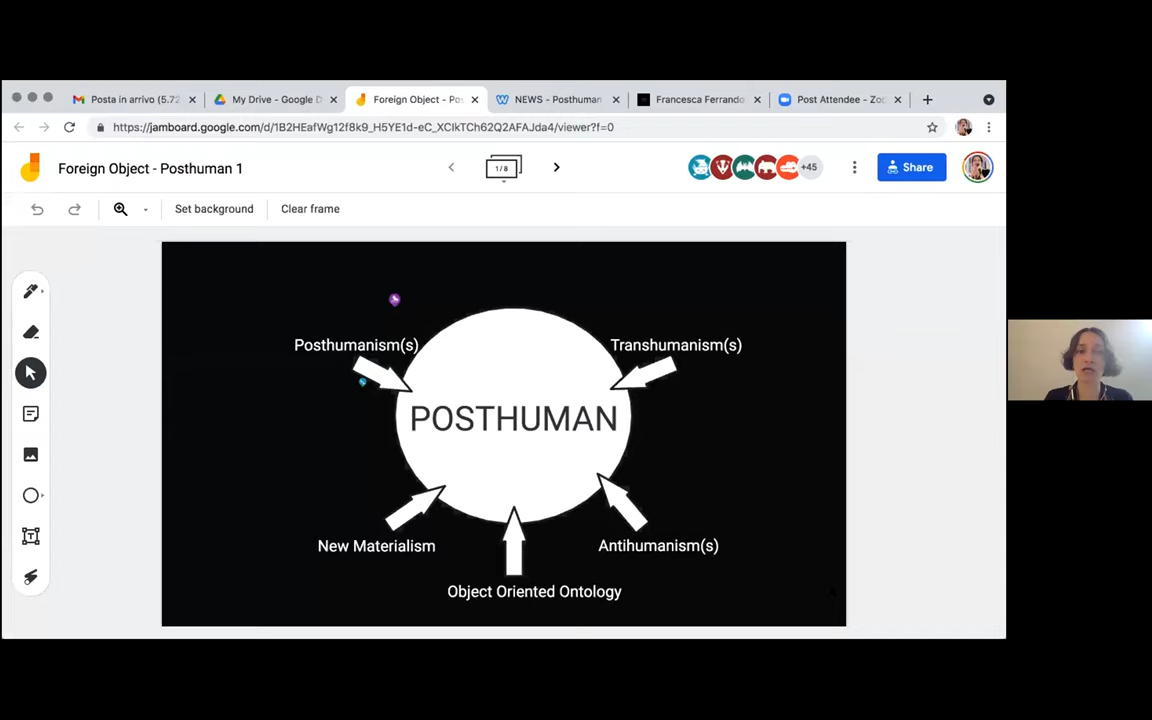 Posta in arrivo (5.72
My Drive - Google D
Foreign Object - Pos
NEWS - Posthuman
Francesca Ferrando
Post Attendee - Zoo
https://jamboard.google.com/d/1B2HEafWg12f8k9_H5YE1d-eC_XClkTCh62Q2AFAJda4/viewer?f=0
Foreign Object - Posthuman 1
1/8
+45
Share
Set background
Clear frame
Posthumanism(s)
Transhumanism(s)
POSTHUMAN
New Materialism
Antihumanism(s)
Object Oriented Ontology